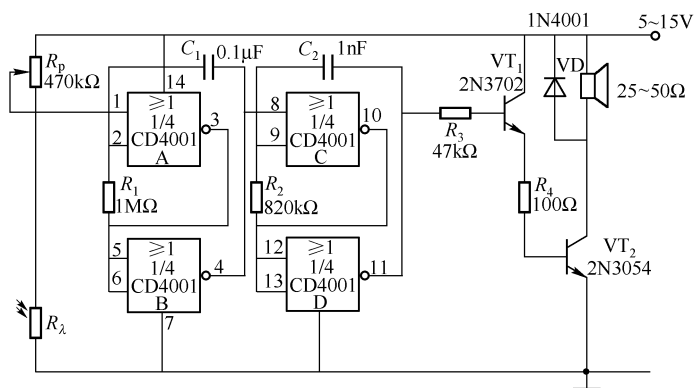 1N4001
5~15V
C₁
0.1μF
C₂
1nF
VT₁
2N3702
VD
25~50Ω
Rₚ
470kΩ
14
1
2
3
≥1
1/4
CD4001
A
8
9
10
≥1
1/4
CD4001
C
R₃
47kΩ
R₁
1MΩ
R₂
820kΩ
R₄
100Ω
5
6
4
≥1
1/4
CD4001
B
7
12
13
11
≥1
1/4
CD4001
D
VT₂
2N3054
R_λ